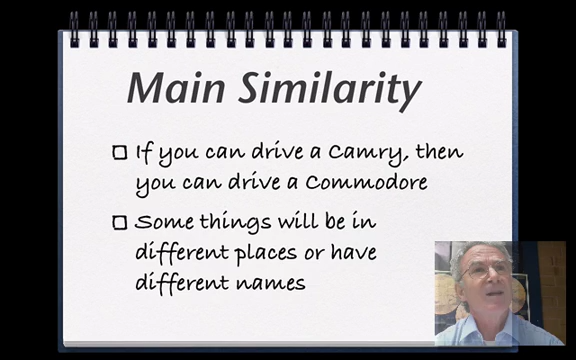 Main Similarity
If you can drive a Camry, then
you can drive a Commodore
Some things will be in
different places or have
different names